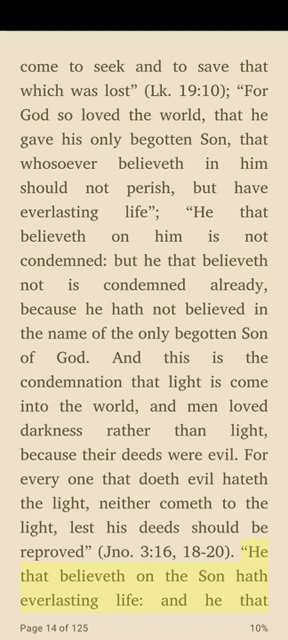 come to seek and to save that
which was lost” (Lk. 19:10); “For
God so loved the world, that he
gave his only begotten Son, that
whosoever believeth in him
should not perish, but have
everlasting life”; “He that
believeth on him is not
condemned: but he that believeth
not is condemned already,
because he hath not believed in
the name of the only begotten Son
of God. And this is the
condemnation that light is come
into the world, and men loved
darkness rather than light,
because their deeds were evil. For
every one that doeth evil hateth
the light, neither cometh to the
light, lest his deeds should be
reproved” (Jno. 3:16, 18-20). “He
that believeth on the Son hath
everlasting life: and he that
Page 14 of 125 10%